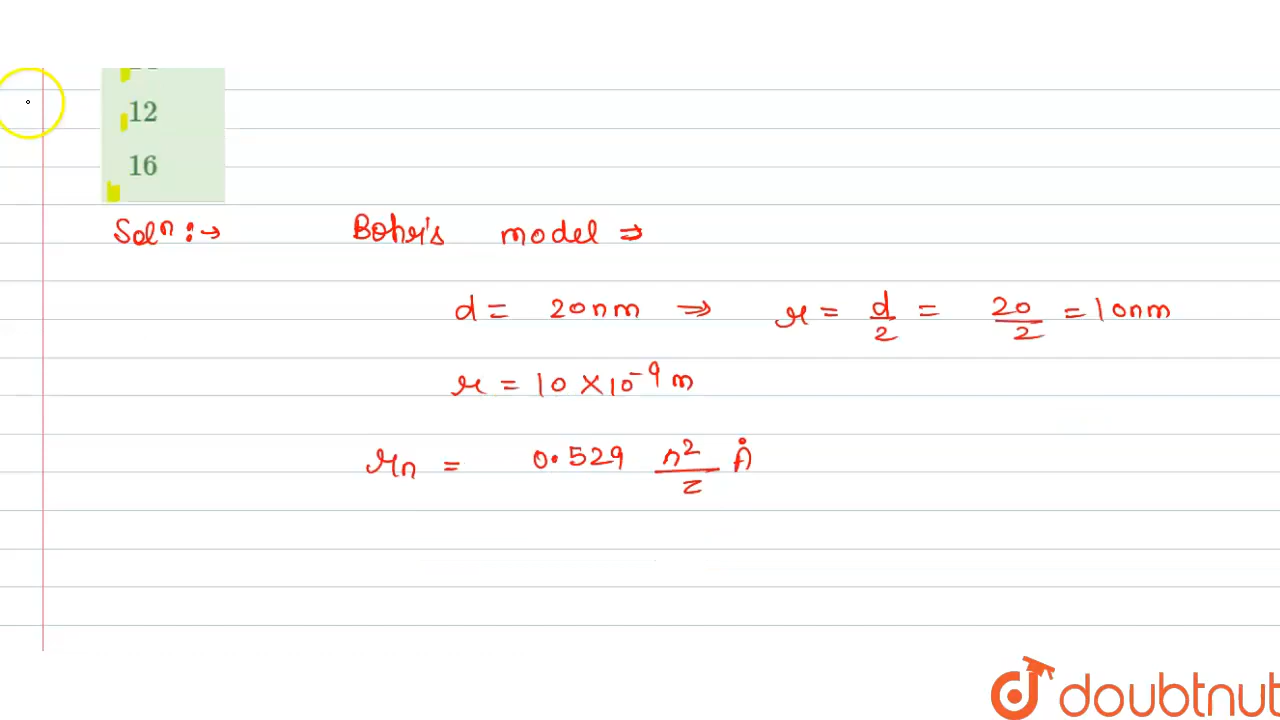 12
16
Solⁿ :→ Bohr's model ⇒
d = 20nm ⇒ r = d/2 = 20/2 = 10nm
r = 10 × 10⁻⁹ m
rn = 0.529 n²/z Å
doubtnut